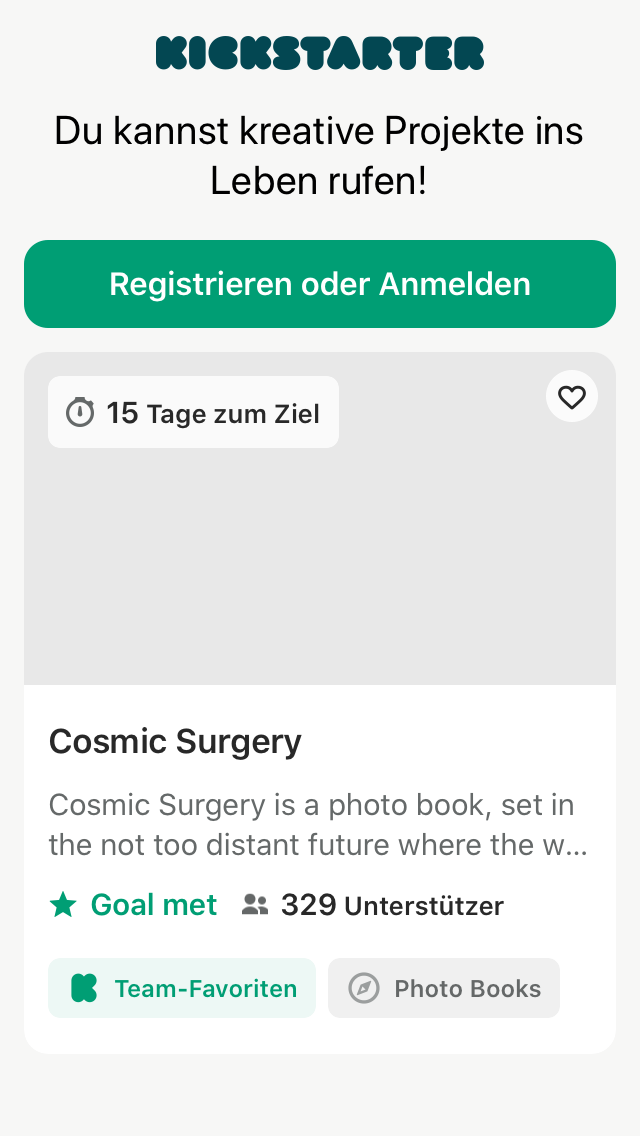 KICKSTARTER
Du kannst kreative Projekte ins
Leben rufen!
Registrieren oder Anmelden
15 Tage zum Ziel
Cosmic Surgery
Cosmic Surgery is a photo book, set in
the not too distant future where the w...
Goal met 329 Unterstützer
Team-Favoriten Photo Books